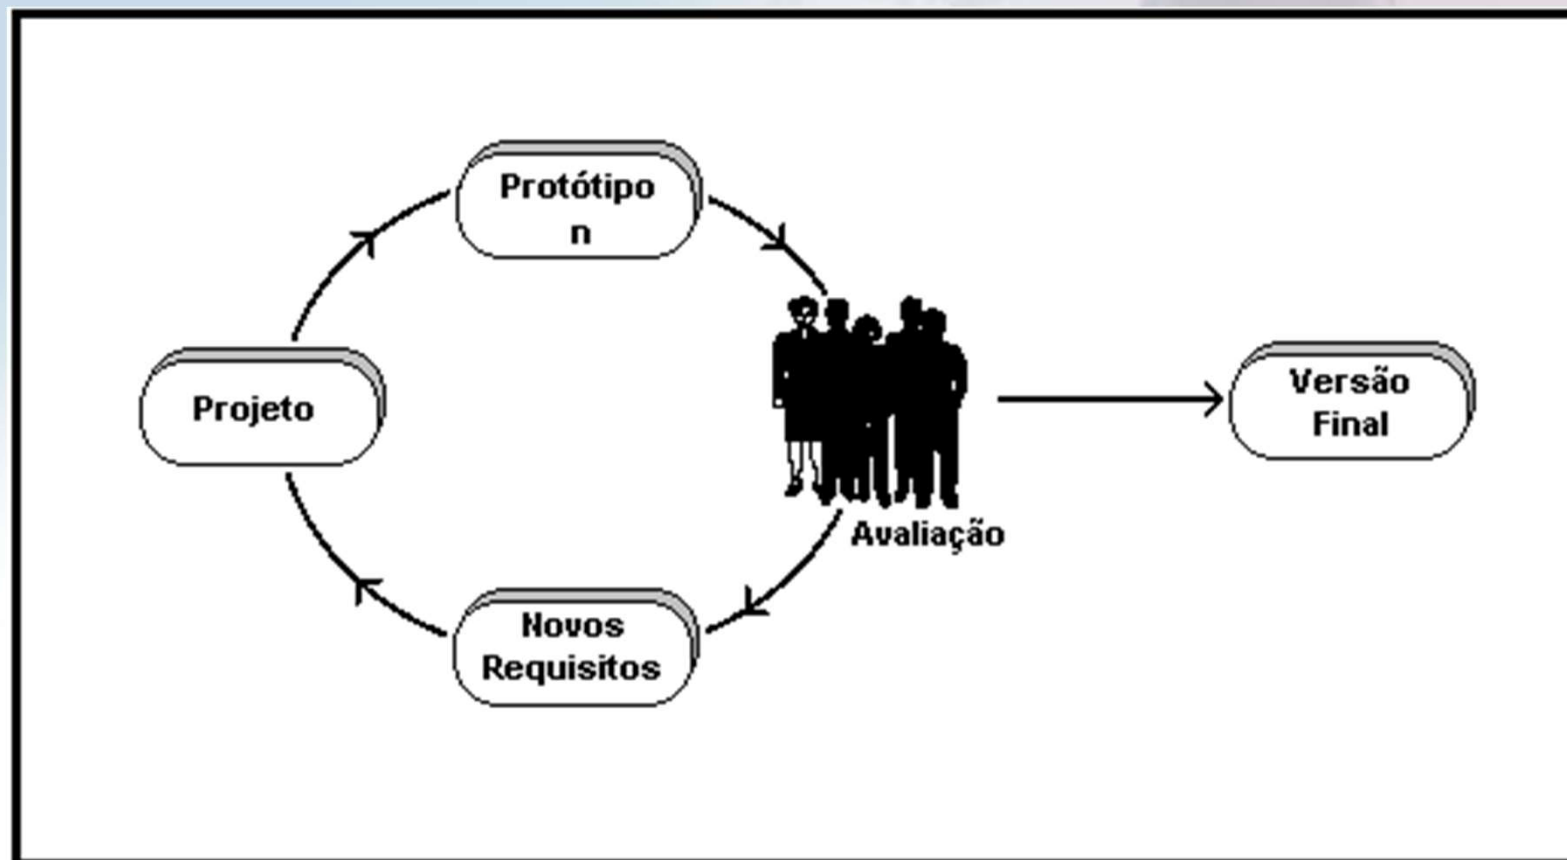 Protótipo
n
Projeto
Versão
Final
Avaliação
Novos
Requisitos